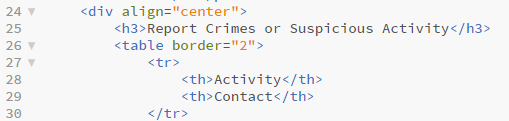 24 <div align="center">
25 <h3>Report Crimes or Suspicious Activity</h3>
26 <table border="2">
27 <tr>
28 <th>Activity</th>
29 <th>Contact</th>
30 </tr>